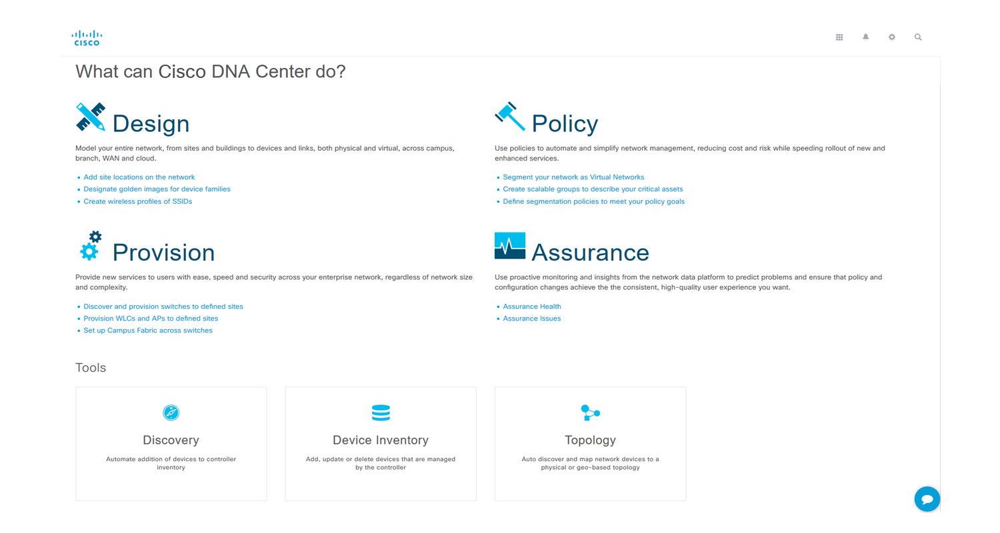 CISCO
What can Cisco DNA Center do?
Design
Model your entire network, from sites and buildings to devices and links, both physical and virtual, across campus,
branch, WAN and cloud.
Add site locations on the network
Designate golden images for device families
Create wireless profiles of SSIDs
Policy
Use policies to automate and simplify network management, reducing cost and risk while speeding rollout of new and
enhanced services.
Segment your network as Virtual Networks
Create scalable groups to describe your critical assets
Define segmentation policies to meet your policy goals
Provision
Provide new services to users with ease, speed and security across your enterprise network, regardless of network size
and complexity.
Discover and provision switches to defined sites
Provision WLCs and APs to defined sites
Set up Campus Fabric across switches
Assurance
Use proactive monitoring and insights from the network data platform to predict problems and ensure that policy and
configuration changes achieve the the consistent, high-quality user experience you want.
Assurance Health
Assurance Issues
Tools
N
Discovery
Automate addition of devices to controller
inventory
Device Inventory
Add, update or delete devices that are managed
by the controller
Topology
Auto discover and map network devices to a
physical or geo-based topology